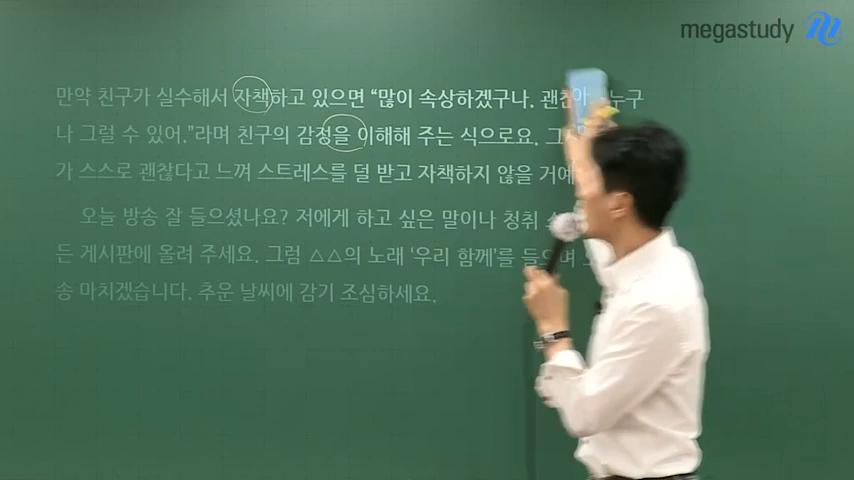 megastudy
만약 친구가 실수해서 자책하고 있으면 “많이 속상하겠구나. 괜찮아 누구
나 그럴 수 있어.”라며 친구의 감정을 이해해 주는 식으로요.
가 스스로 괜찮다고 느껴 스트레스를 덜 받고 자책하지 않을
오늘 방송 잘 들으셨나요? 저에게 하고 싶은 말이나 청취
든 게시판에 올려 주세요. 그럼 △△의 노래 ‘우리 함께’를
송 마치겠습니다. 추운 날씨에 감기 조심하세요.